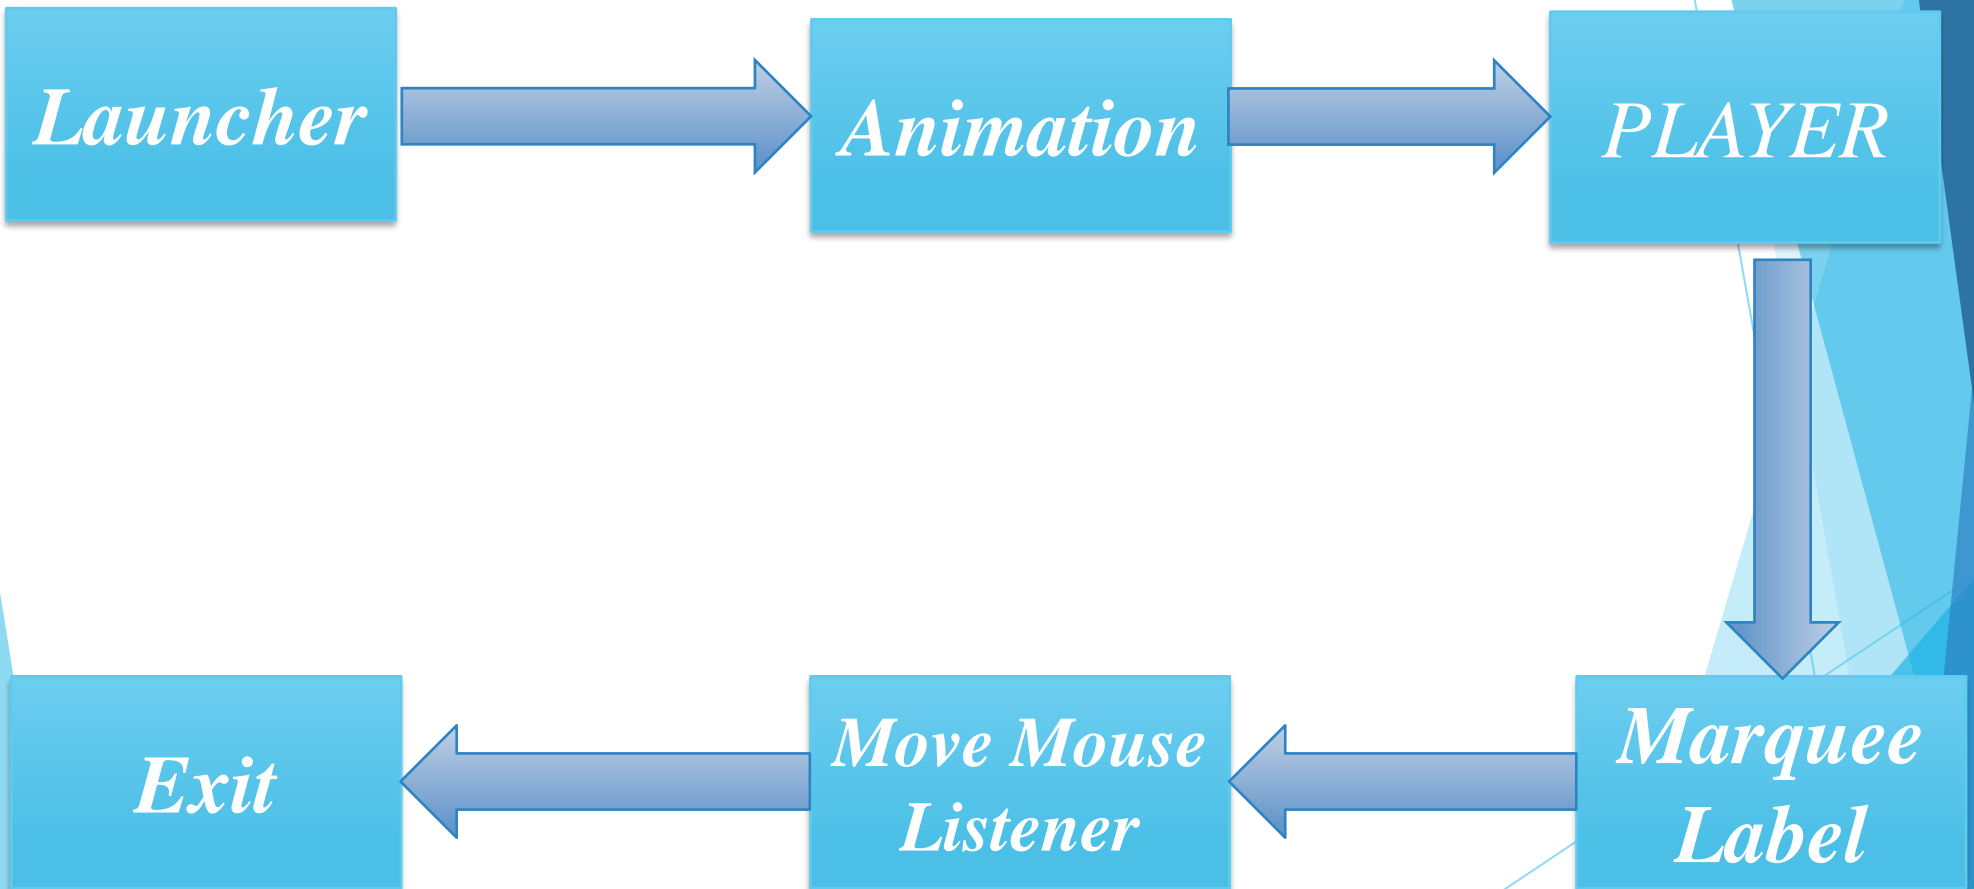 Launcher
Animation
PLAYER
Exit
Move Mouse
Listener
Marquee
Label